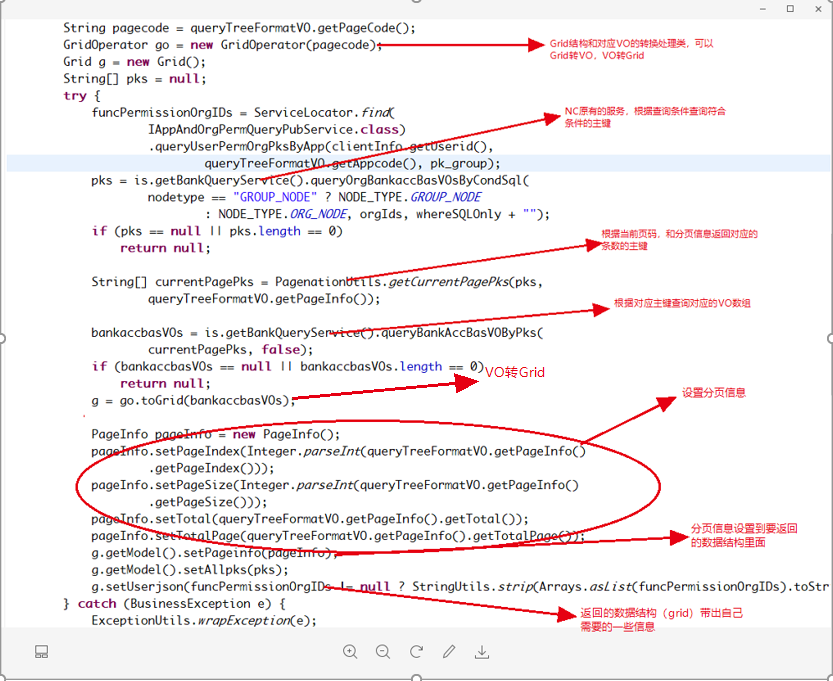 String pagecode = queryTreeFormatVO.getPageCode();
GridOperator go = new GridOperator(pagecode);
Grid结构和对应VO的转换处理类，可以
Grid转VO，VO转Grid
Grid g = new Grid();
String[] pks = null;
try {
funcPermissionOrgIDs = ServiceLocator.find(
NC原有的服务，根据查询条件查询符合
条件的主键
IAppAndOrgPermQueryPubService.class)
.queryUserPermOrgPksByApp(clientInfo.getUserid(),
queryTreeFormatVO.getAppcode(), pk_group);
pks = is.getBankQueryService().queryOrgBankaccBasVOsByCondSql(
nodetype == "GROUP_NODE" ? NODE_TYPE.GROUP_NODE
: NODE_TYPE.ORG_NODE, orgIds, whereSQLOnly + "");
if (pks == null || pks.length == 0)
return null;
根据当前页码，和分页信息返回对应的
条数的主键
String[] currentPagePks = PagenationUtils.getCurrentPagePks(pks,
queryTreeFormatVO.getPageInfo());
根据对应主键查询对应的VO数组
bankaccbasVOs = is.getBankQueryService().queryBankAccBasVOByPks(
currentPagePks, false);
if (bankaccbasVOs == null || bankaccbasVOs.length == 0)
return null;
VO转Grid
g = go.toGrid(bankaccbasVOs);
设置分页信息
PageInfo pageInfo = new PageInfo();
pageInfo.setPageIndex(Integer.parseInt(queryTreeFormatVO.getPageInfo()
.getPageIndex()));
pageInfo.setPageSize(Integer.parseInt(queryTreeFormatVO.getPageInfo()
.getPageSize()));
pageInfo.setTotal(queryTreeFormatVO.getPageInfo().getTotal());
pageInfo.setTotalPage(queryTreeFormatVO.getPageInfo().getTotalPage());
分页信息设置到要返回
的数据结构里面
g.getModel().setPageinfo(pageInfo);
g.getModel().setAllpks(pks);
g.setUserjson(funcPermissionOrgIDs != null ? StringUtils.strip(Arrays.asList(funcPermissionOrgIDs).toStr
} catch (BusinessException e) {
返回的数据结构（grid）带出自己
需要的一些信息
ExceptionUtils.wrapException(e);